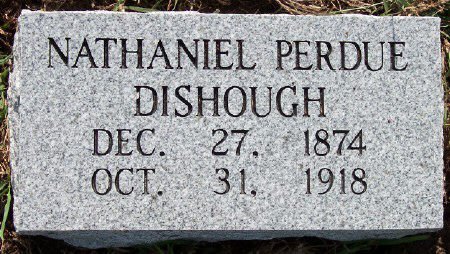 NATHANIEL PERDUE
DISHOUGH
DEC. 27, 1874
OCT. 31, 1918